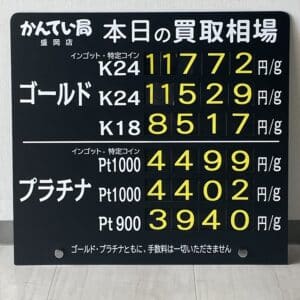 かんてい局 本日の買取相場
盛岡店
インゴット・特定コイン
K24 11772 円/g
ゴールド K24 11529 円/g
K18 8517 円/g
インゴット・特定コイン
Pt1000 4499 円/g
プラチナ Pt1000 4402 円/g
Pt900 3940 円/g
ゴールド・プラチナともに、手数料は一切いただきません